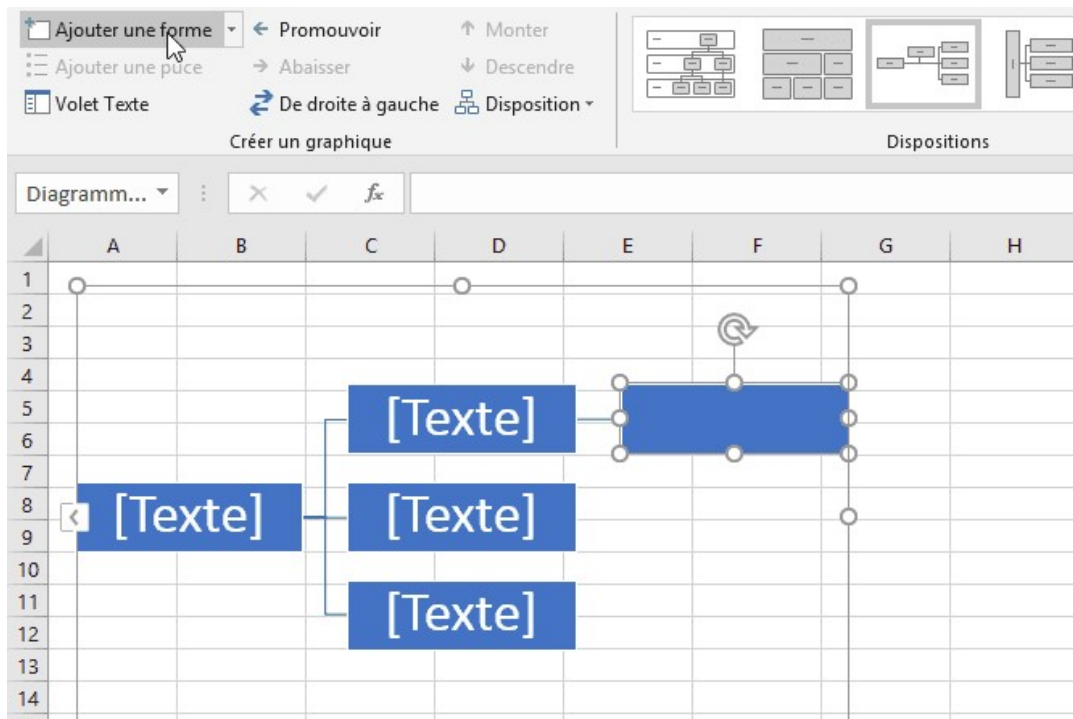 Ajouter une forme
Promouvoir
Monter
Ajouter une puce
Abaisser
Descendre
Volet Texte
De droite à gauche
Disposition
Créer un graphique
Dispositions
Diagramm...
fx
A B C D E F G H
1
2
3
4
5
6
7
8
9
10
11
12
13
14
[Texte]
[Texte]
[Texte]
[Texte]